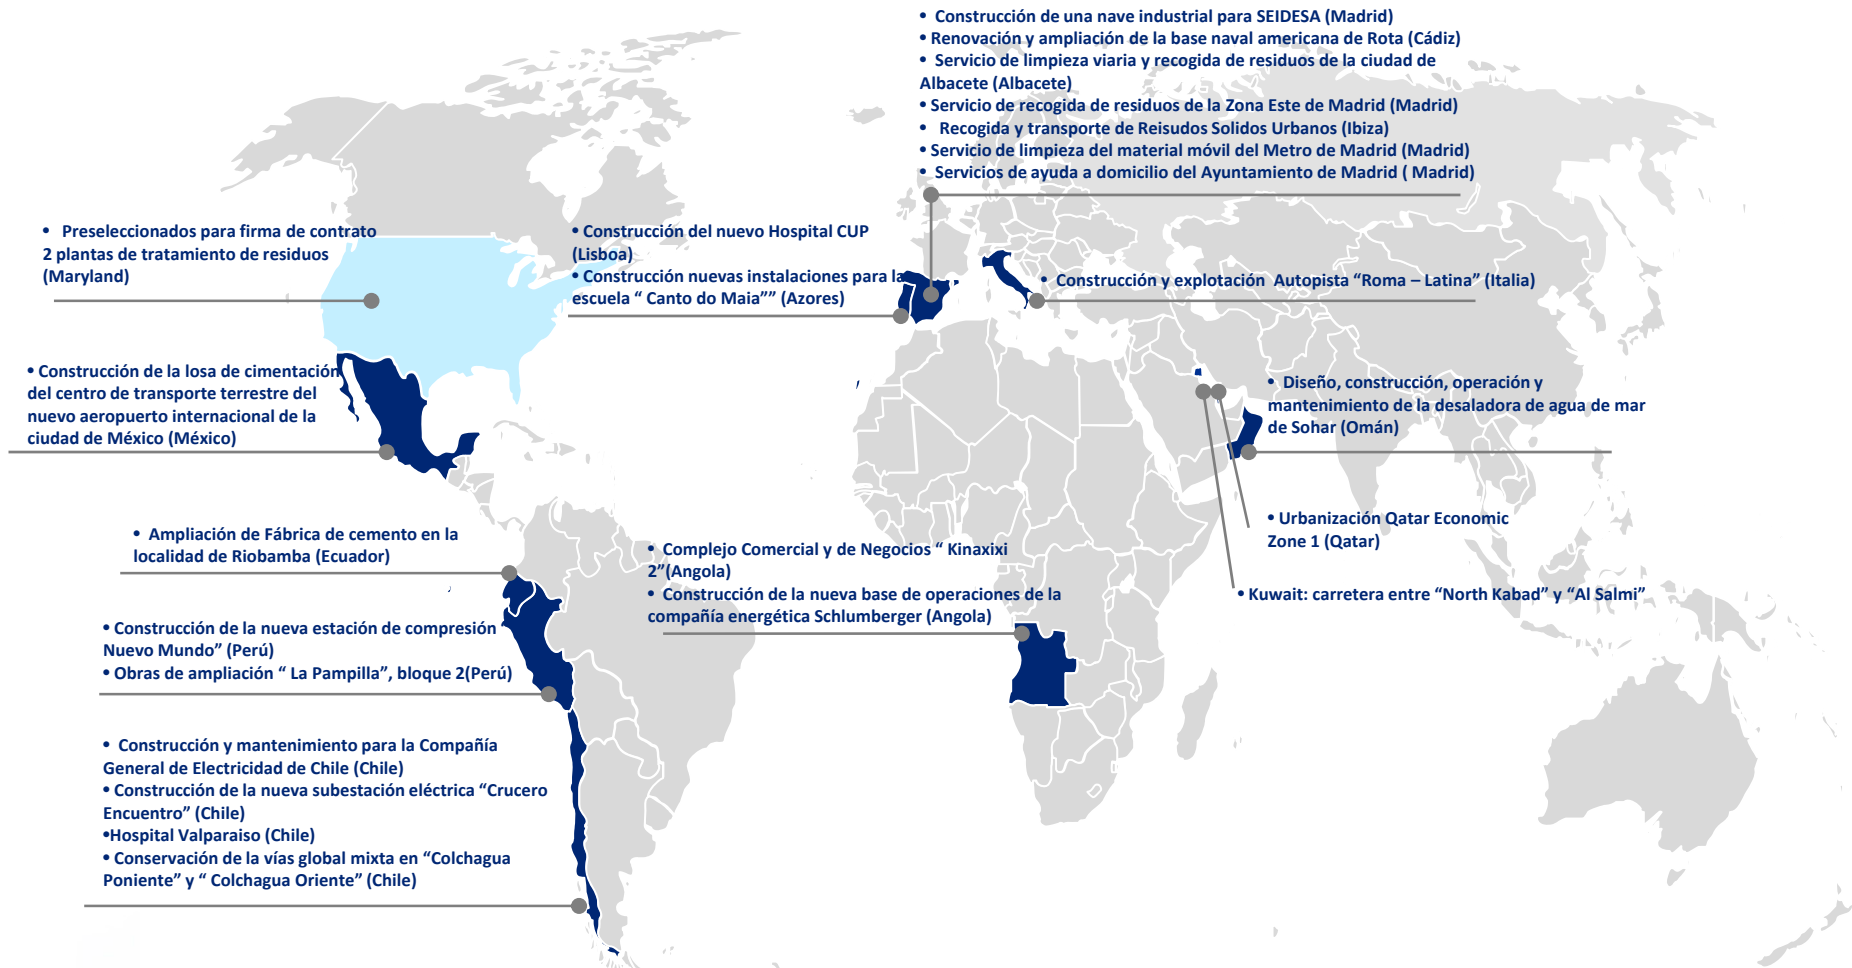 • Construcción de una nave industrial para SEIDESA (Madrid)
• Renovación y ampliación de la base naval americana de Rota (Cádiz)
• Servicio de limpieza viaria y recogida de residuos de la ciudad de
Albacete (Albacete)
• Servicio de recogida de residuos de la Zona Este de Madrid (Madrid)
• Recogida y transporte de Reisudos Solidos Urbanos (Ibiza)
• Servicio de limpieza del material móvil del Metro de Madrid (Madrid)
• Servicios de ayuda a domicilio del Ayuntamiento de Madrid ( Madrid)
• Preseleccionados para firma de contrato
2 plantas de tratamiento de residuos
(Maryland)
• Construcción del nuevo Hospital CUP
(Lisboa)
• Construcción nuevas instalaciones para la
escuela “ Canto do Maia”” (Azores)
• Construcción y explotación Autopista “Roma – Latina” (Italia)
• Construcción de la losa de cimentación
del centro de transporte terrestre del
nuevo aeropuerto internacional de la
ciudad de México (México)
• Diseño, construcción, operación y
mantenimiento de la desaladora de agua de mar
de Sohar (Omán)
• Urbanización Qatar Economic
Zone 1 (Qatar)
• Kuwait: carretera entre “North Kabad” y “Al Salmi”
• Ampliación de Fábrica de cemento en la
localidad de Riobamba (Ecuador)
• Complejo Comercial y de Negocios “ Kinaxixi
2”(Angola)
• Construcción de la nueva base de operaciones de la
compañía energética Schlumberger (Angola)
• Construcción de la nueva estación de compresión
Nuevo Mundo” (Perú)
• Obras de ampliación “ La Pampilla”, bloque 2(Perú)
• Construcción y mantenimiento para la Compañía
General de Electricidad de Chile (Chile)
• Construcción de la nueva subestación eléctrica “Crucero
Encuentro” (Chile)
•Hospital Valparaiso (Chile)
• Conservación de la vías global mixta en “Colchagua
Poniente” y “ Colchagua Oriente” (Chile)